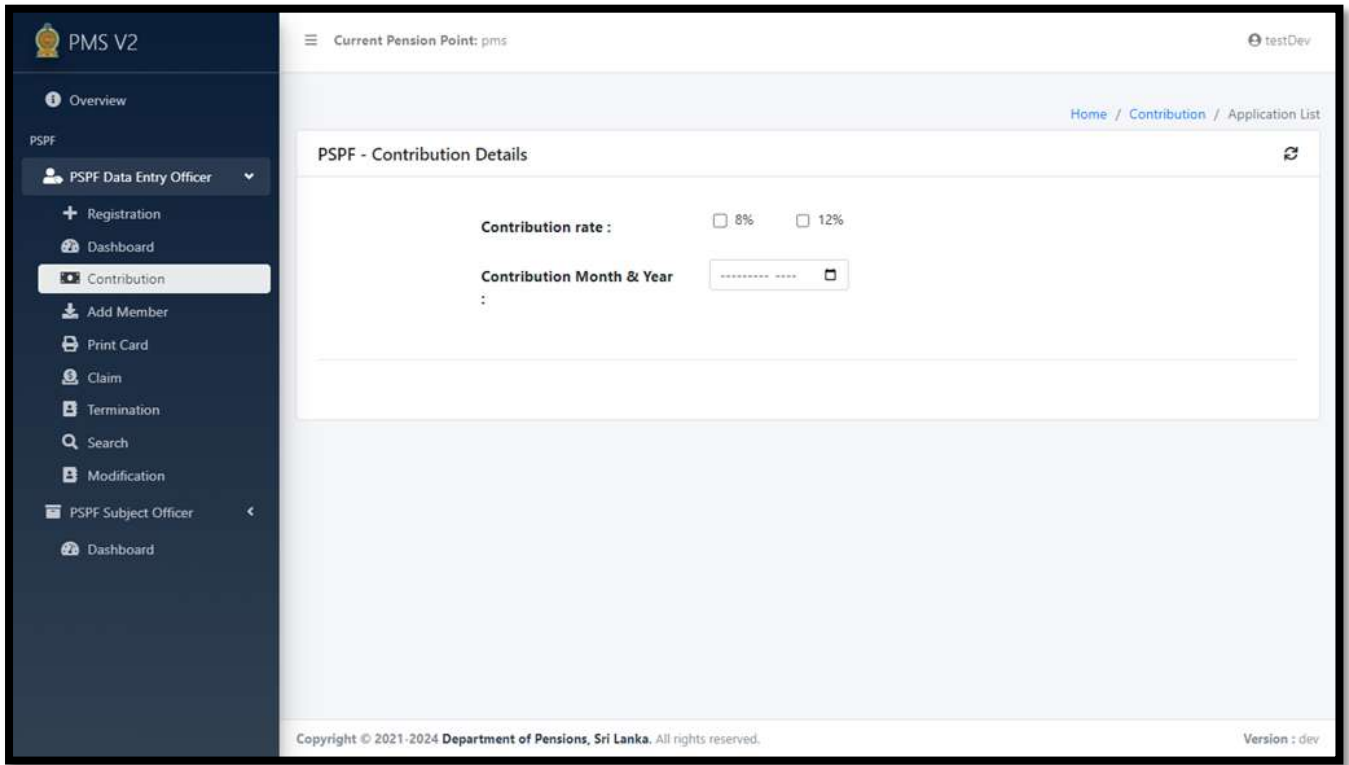 PMS V2
Current Pension Point: pms
testDev
Overview
Home / Contribution / Application List
PSPF
PSPF - Contribution Details
PSPF Data Entry Officer
Registration
Contribution rate :
8%
12%
Dashboard
Contribution
Contribution Month & Year
:
--------- ----
Add Member
Print Card
Claim
Termination
Search
Modification
PSPF Subject Officer
Dashboard
Copyright © 2021-2024 Department of Pensions, Sri Lanka. All rights reserved.
Version : dev